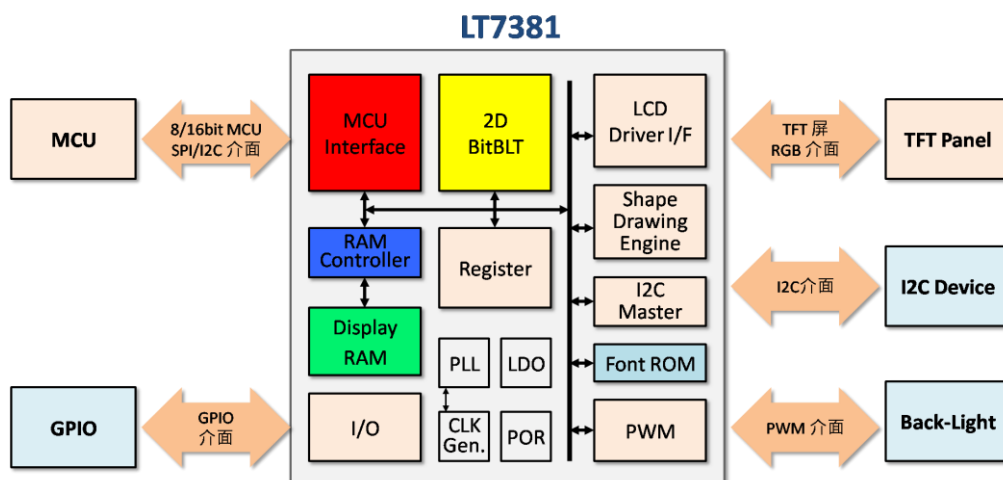 LT7381
MCU
8/16bit MCU
SPI/I2C 介面
MCU
Interface
2D
BitBLT
LCD
Driver I/F
TFT 屏
RGB 介面
TFT Panel
Shape
Drawing
Engine
RAM
Controller
Register
I2C
Master
I2C介面
I2C Device
Display
RAM
PLL
LDO
Font ROM
GPIO
GPIO
介面
I/O
CLK
Gen.
POR
PWM
PWM 介面
Back-Light